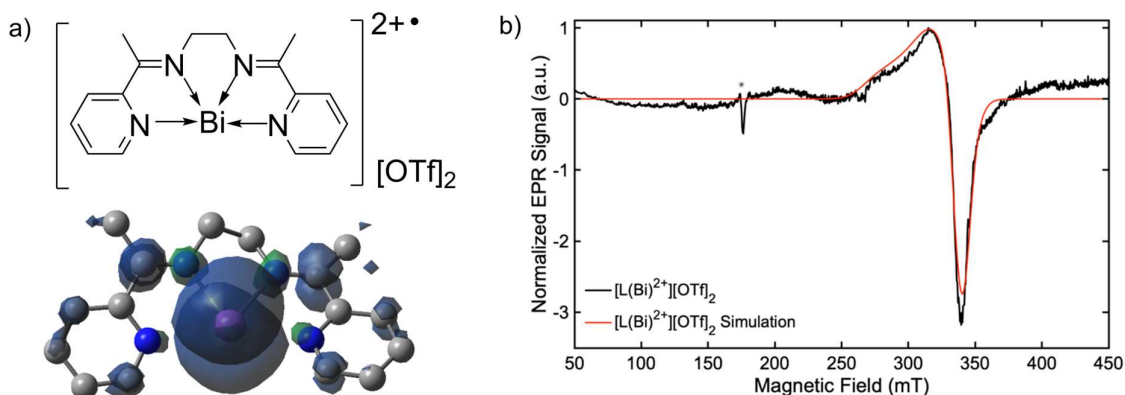 a)
2+•
N
N
N
Bi
N
[OTf]₂
b)
Normalized EPR Signal (a.u.)
1
0
-1
-2
-3
*
[L(Bi)²⁺][OTf]₂
[L(Bi)²⁺][OTf]₂ Simulation
50
100
150
200
250
300
350
400
450
Magnetic Field (mT)